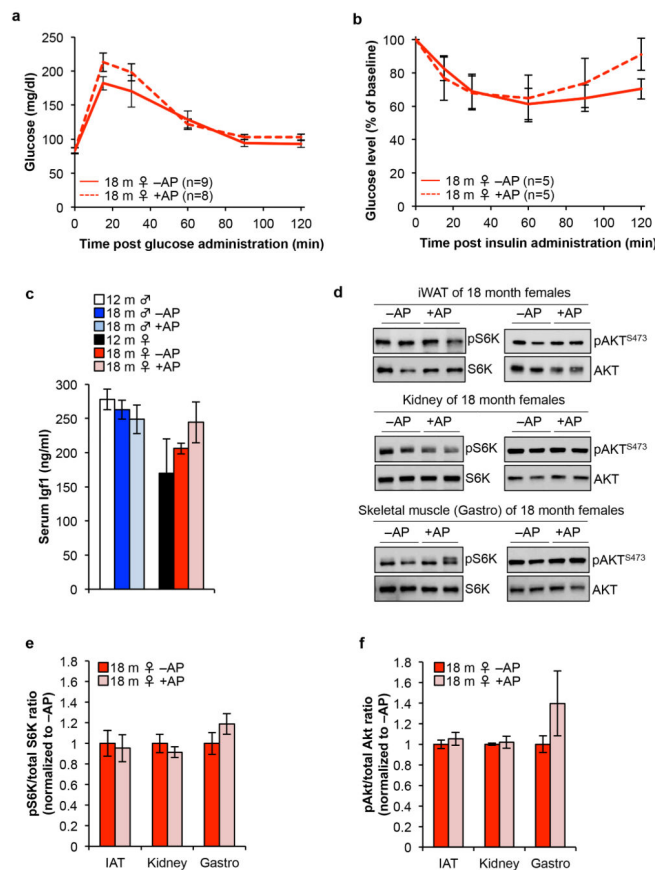 a
Glucose (mg/dl)
250
200
150
100
50
0
18 m ♀ –AP (n=9)
18 m ♀ +AP (n=8)
0 20 40 60 80 100 120
Time post glucose administration (min)
b
Glucose level (% of baseline)
100
80
60
40
20
0
18 m ♀ –AP (n=5)
18 m ♀ +AP (n=5)
0 20 40 60 80 100 120
Time post insulin administration (min)
c
12 m ♂
18 m ♂ –AP
18 m ♂ +AP
12 m ♀
18 m ♀ –AP
18 m ♀ +AP
Serum Igf1 (ng/ml)
300
250
200
150
100
50
0
d
iWAT of 18 month females
–AP +AP –AP +AP
pS6K pAKTS473
S6K AKT
Kidney of 18 month females
–AP +AP –AP +AP
pS6K pAKTS473
S6K AKT
Skeletal muscle (Gastro) of 18 month females
–AP +AP –AP +AP
pS6K pAKTS473
S6K AKT
e
pS6K/total S6K ratio
(normalized to –AP)
1.8
1.6
1.4
1.2
1
0.8
0.6
0.4
0.2
0
18 m ♀ –AP
18 m ♀ +AP
IAT Kidney Gastro
f
pAkt/total Akt ratio
(normalized to –AP)
1.8
1.6
1.4
1.2
1
0.8
0.6
0.4
0.2
0
18 m ♀ –AP
18 m ♀ +AP
IAT Kidney Gastro